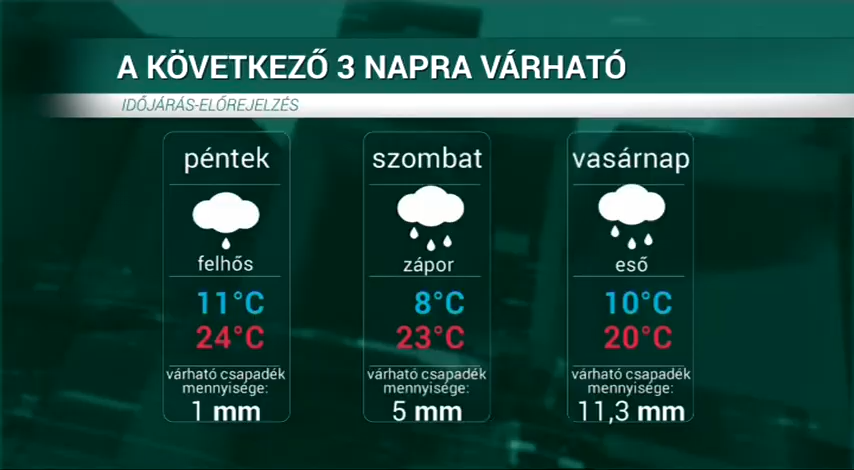 A KÖVETKEZŐ 3 NAPRA VÁRHATÓ
IDŐJÁRÁS-ELŐREJELZÉS
péntek
felhős
11°C
24°C
várható csapadék
mennyisége:
1 mm
szombat
zápor
8°C
23°C
várható csapadék
mennyisége:
5 mm
vasárnap
eső
10°C
20°C
várható csapadék
mennyisége:
11,3 mm